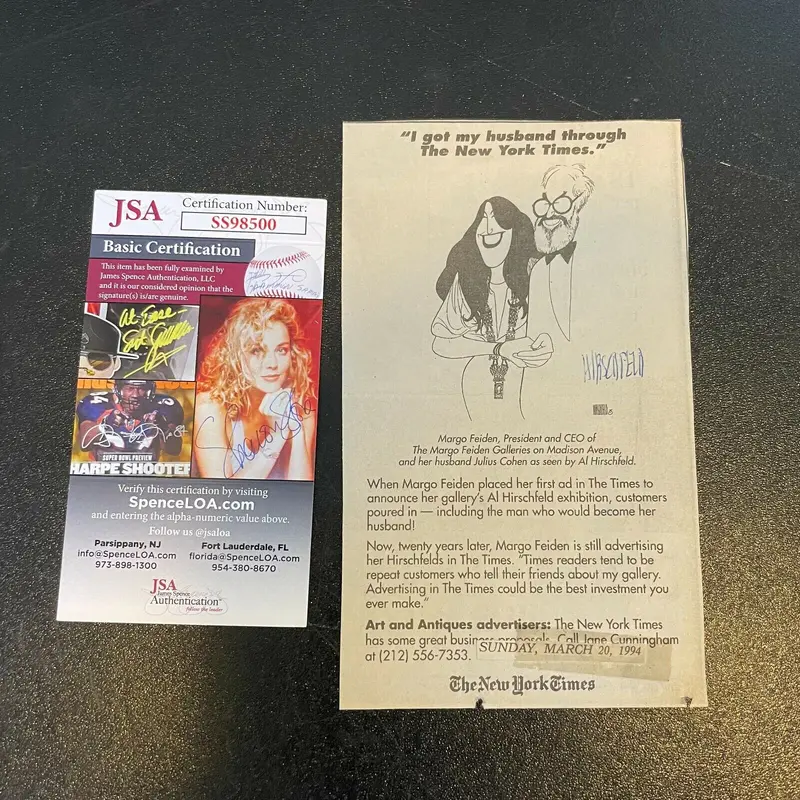 JSA
Certification Number:
SS98500
Basic Certification
This item has been fully examined by
James Spence Authentication, LLC
and it is our considered opinion that the
signature(s) is/are genuine.
SUPER BOWL PREVIEW
HARPE SHOOTER
Sharon Stone
Verify this certification by visiting
SpenceLOA.com
and entering the alpha-numeric value above.
Follow us @jsaloa
Parsippany, NJ
info@SpenceLOA.com
973-898-1300
Fort Lauderdale, FL
florida@SpenceLOA.com
954-380-8670
JSA
James Spence
Authentication
follow the leader
"I got my husband through
The New York Times."
HIRSCHFELD
Margo Feiden, President and CEO of
The Margo Feiden Galleries on Madison Avenue,
and her husband Julius Cohen as seen by Al Hirschfeld.
When Margo Feiden placed her first ad in The Times to
announce her gallery's Al Hirschfeld exhibition, customers
poured in — including the man who would become her
husband!
Now, twenty years later, Margo Feiden is still advertising
her Hirschfelds in The Times. "Times readers tend to be
repeat customers who tell their friends about my gallery.
Advertising in The Times could be the best investment you
ever make."
Art and Antiques advertisers: The New York Times
has some great business proposals. Call Jane Cunningham
at (212) 556-7353.
SUNDAY, MARCH 20, 1994
The New York Times